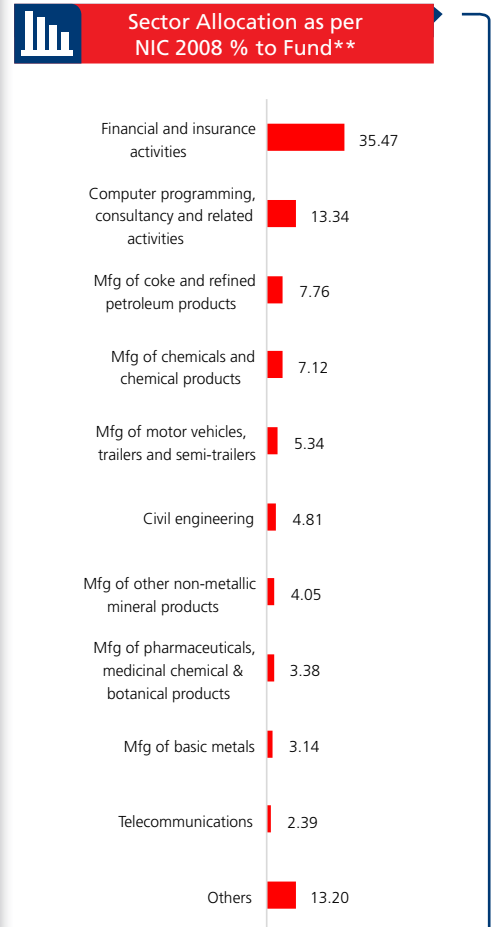 Sector Allocation as per
NIC 2008 % to Fund**
Financial and insurance
activities
35.47
Computer programming,
consultancy and related
activities
13.34
Mfg of coke and refined
petroleum products
7.76
Mfg of chemicals and
chemical products
7.12
Mfg of motor vehicles,
trailers and semi-trailers
5.34
Civil engineering
4.81
Mfg of other non-metallic
mineral products
4.05
Mfg of pharmaceuticals,
medicinal chemical &
botanical products
3.38
Mfg of basic metals
3.14
Telecommunications
2.39
Others
13.20